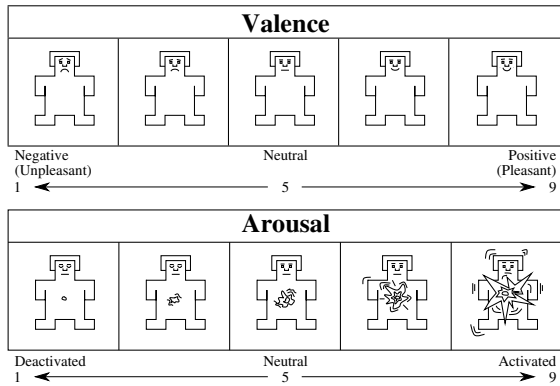 Valence
Negative Neutral Positive
(Unpleasant) (Pleasant)
1 5 9
Arousal
Deactivated Neutral Activated
1 5 9